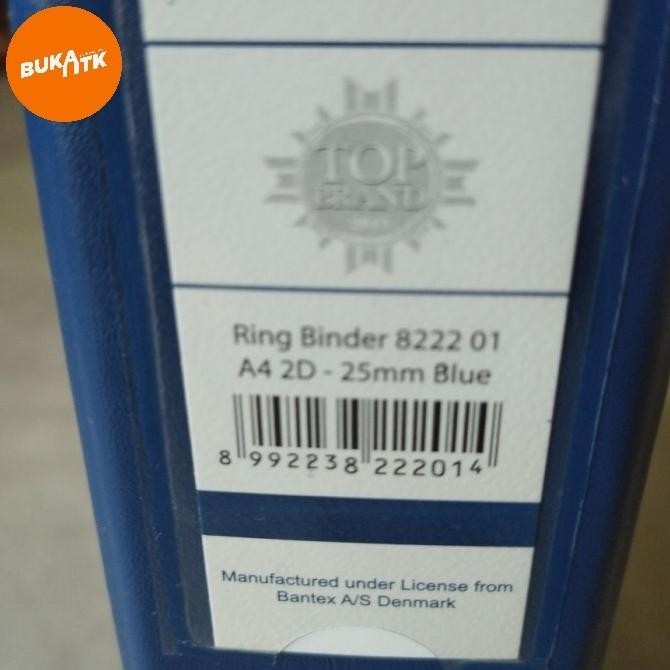 BUKAATK
TOP
BRAND
Ring Binder 8222 01
A4 2D - 25mm Blue
8 992238 222014
Manufactured under License from
Bantex A/S Denmark